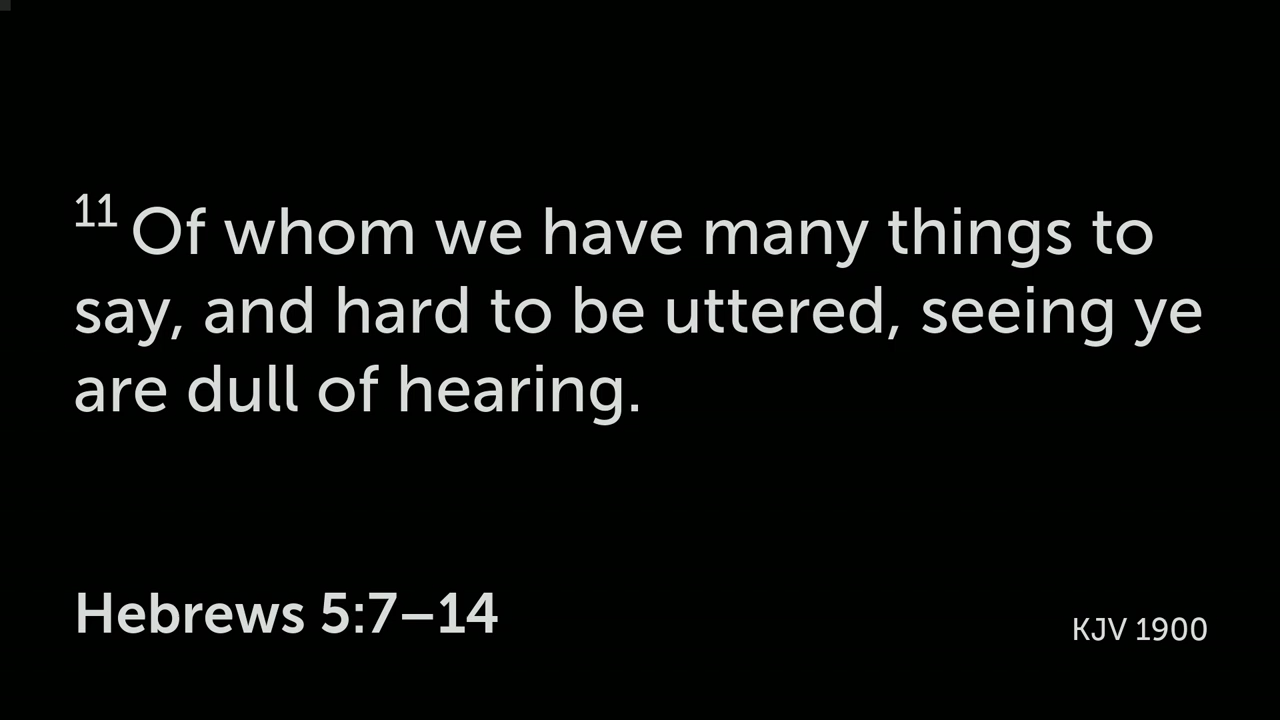 11 Of whom we have many things to
say, and hard to be uttered, seeing ye
are dull of hearing.
Hebrews 5:7–14
KJV 1900